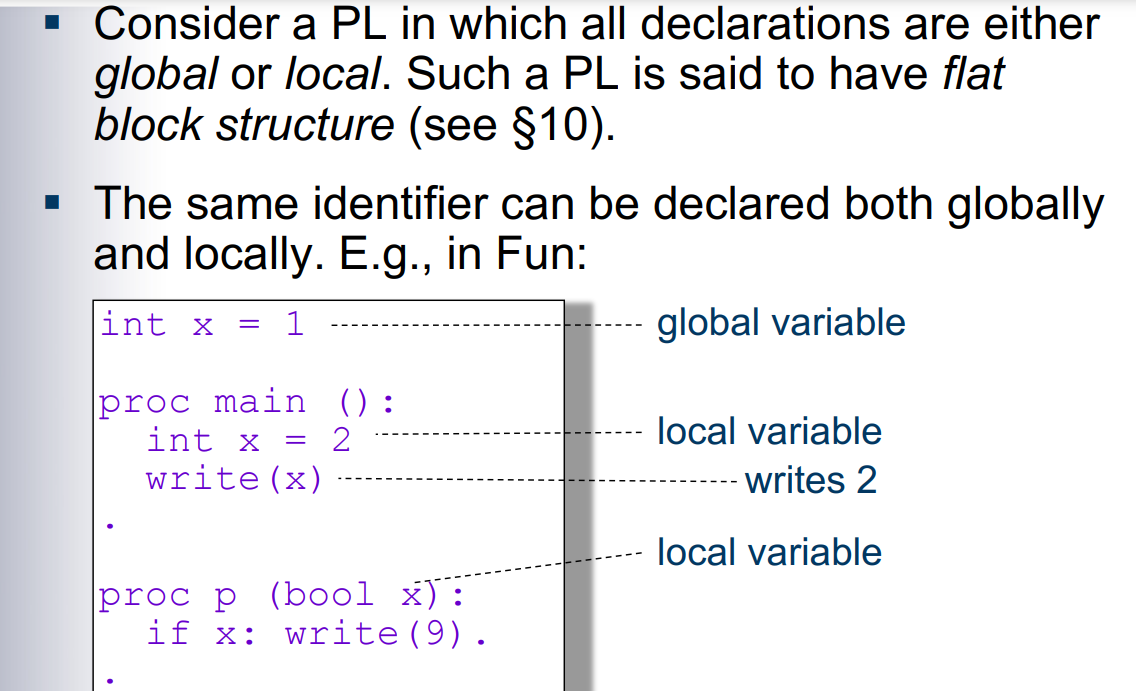 ▪ Consider a PL in which all declarations are either
global or local. Such a PL is said to have flat
block structure (see §10).
▪ The same identifier can be declared both globally
and locally. E.g., in Fun:
int x = 1 global variable
proc main ():
int x = 2 local variable
write(x) writes 2
.
local variable
proc p (bool x):
if x: write(9).
.